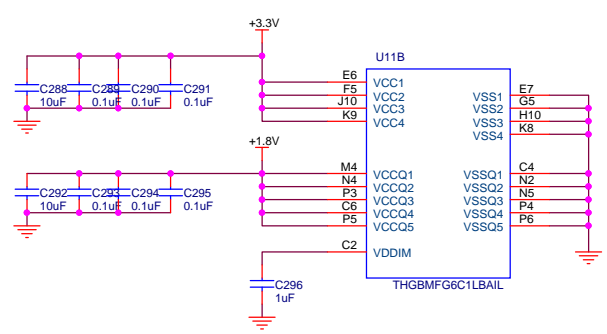 +3.3V
U11B
C288
C289
C290
C291
10uF
0.1uF
0.1uF
0.1uF
E6
VCC1
F5
VCC2
J10
VCC3
K9
VCC4
VSS1
E7
VSS2
G5
VSS3
H10
VSS4
K8
+1.8V
C292
C293
C294
C295
10uF
0.1uF
0.1uF
0.1uF
M4
VCCQ1
N4
VCCQ2
P3
VCCQ3
C6
VCCQ4
P5
VCCQ5
VSSQ1
C4
VSSQ2
N2
VSSQ3
N5
VSSQ4
P4
VSSQ5
P6
C2
VDDIM
C296
1uF
THGBMFG6C1LBAIL